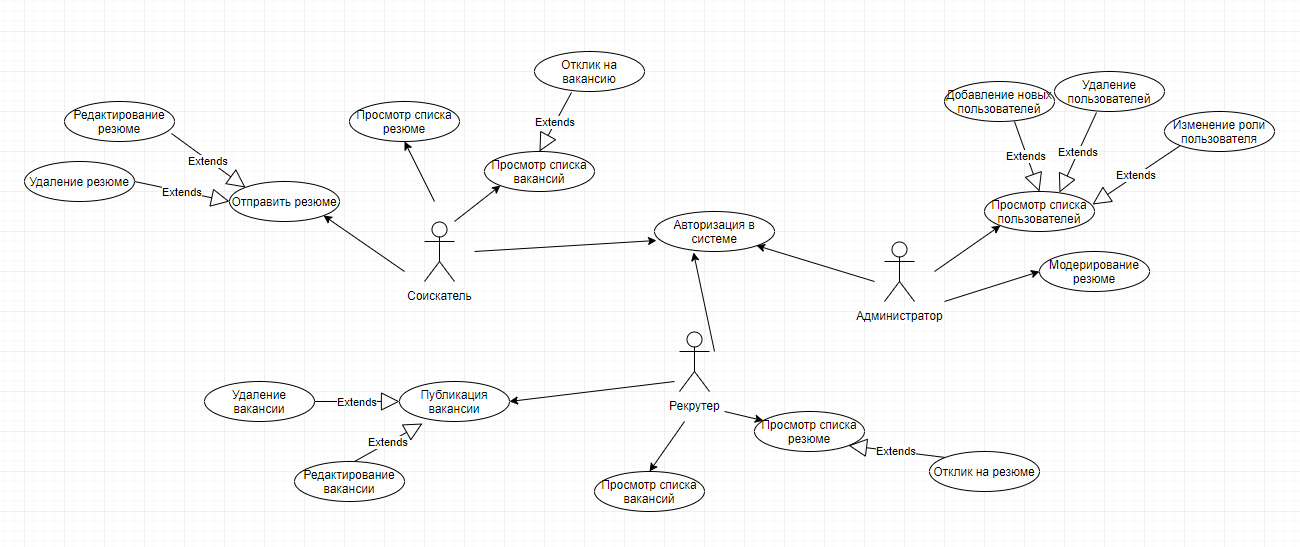 Отклик на
вакансию
Extends
Просмотр списка
вакансий
Просмотр списка
резюме
Редактирование
резюме
Extends
Удаление резюме
Extends
Отправить резюме
Соискатель
Авторизация в
системе
Добавление новых
пользователей
Удаление
пользователей
Изменение роли
пользователя
Extends
Extends
Extends
Просмотр списка
пользователей
Модерирование
резюме
Администратор
Рекрутер
Удаление
вакансии
Extends
Публикация
вакансии
Extends
Редактирование
вакансии
Просмотр списка
вакансий
Просмотр списка
резюме
Extends
Отклик на резюме